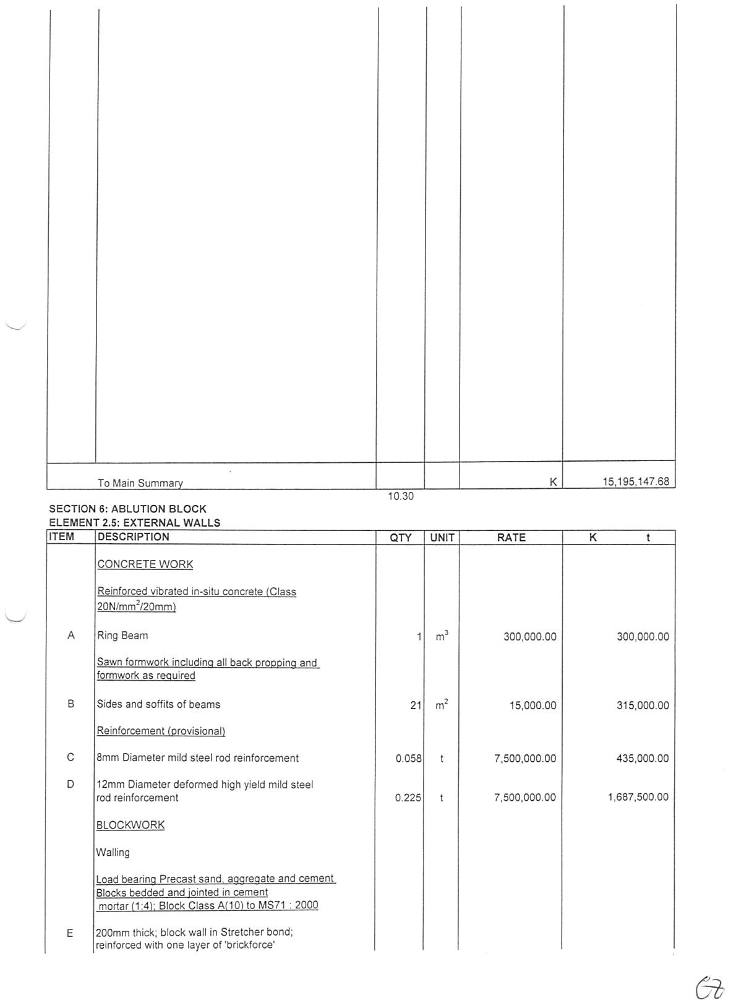 To Main Summary K 15,195,147.68
10.30
SECTION 6: ABLUTION BLOCK
ELEMENT 2.5: EXTERNAL WALLS
ITEM DESCRIPTION QTY UNIT RATE K t
CONCRETE WORK
Reinforced vibrated in-situ concrete (Class
20N/mm²/20mm)
A Ring Beam 1 m³ 300,000.00 300,000.00
Sawn formwork including all back propping and
formwork as required
B Sides and soffits of beams 21 m² 15,000.00 315,000.00
Reinforcement (provisional)
C 8mm Diameter mild steel rod reinforcement 0.058 t 7,500,000.00 435,000.00
D 12mm Diameter deformed high yield mild steel
rod reinforcement 0.225 t 7,500,000.00 1,687,500.00
BLOCKWORK
Walling
Load bearing Precast sand, aggregate and cement
Blocks bedded and jointed in cement
mortar (1:4); Block Class A(10) to MS71 : 2000
E 200mm thick; block wall in Stretcher bond;
reinforced with one layer of 'brickforce'